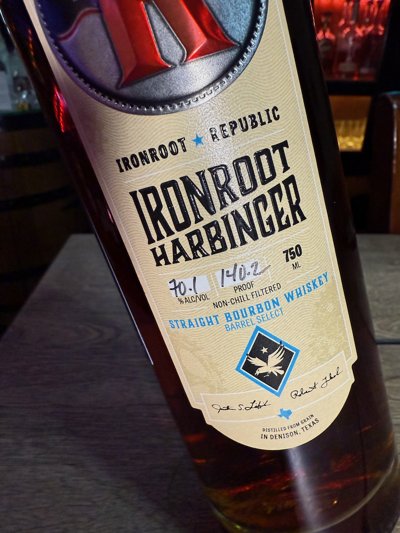 R
IRONROOT ★ REPUBLIC
IRONROOT
HARBINGER
70.1 140.2 750
%ALC/VOL PROOF ML
NON-CHILL FILTERED
STRAIGHT BOURBON WHISKEY
BARREL SELECT
DISTILLED FROM GRAIN
IN DENISON, TEXAS